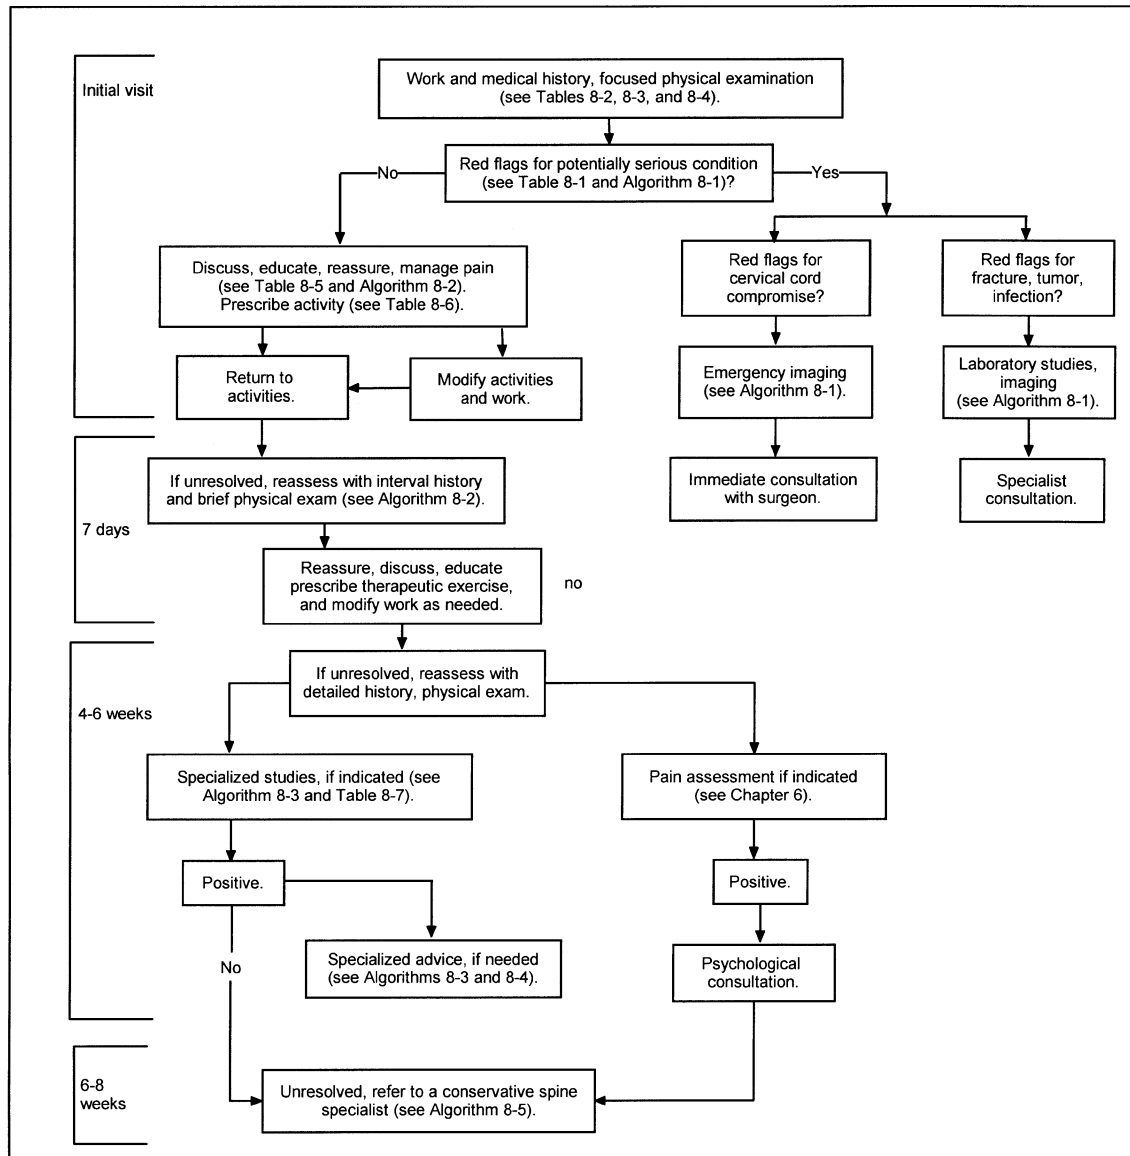 Initial visit
Work and medical history, focused physical examination
(see Tables 8-2, 8-3, and 8-4).
Red flags for potentially serious condition
(see Table 8-1 and Algorithm 8-1)?
No
Yes
Discuss, educate, reassure, manage pain
(see Table 8-5 and Algorithm 8-2).
Prescribe activity (see Table 8-6).
Red flags for
cervical cord
compromise?
Red flags for
fracture, tumor,
infection?
Return to
activities.
Modify activities
and work.
Emergency imaging
(see Algorithm 8-1).
Laboratory studies,
imaging
(see Algorithm 8-1).
7 days
If unresolved, reassess with interval history
and brief physical exam (see Algorithm 8-2).
Immediate consultation
with surgeon.
Specialist
consultation.
Reassure, discuss, educate
prescribe therapeutic exercise,
and modify work as needed.
no
4-6 weeks
If unresolved, reassess with
detailed history, physical exam.
Specialized studies, if indicated (see
Algorithm 8-3 and Table 8-7).
Pain assessment if indicated
(see Chapter 6).
Positive.
Positive.
No
Specialized advice, if needed
(see Algorithms 8-3 and 8-4).
Psychological
consultation.
6-8
weeks
Unresolved, refer to a conservative spine
specialist (see Algorithm 8-5).